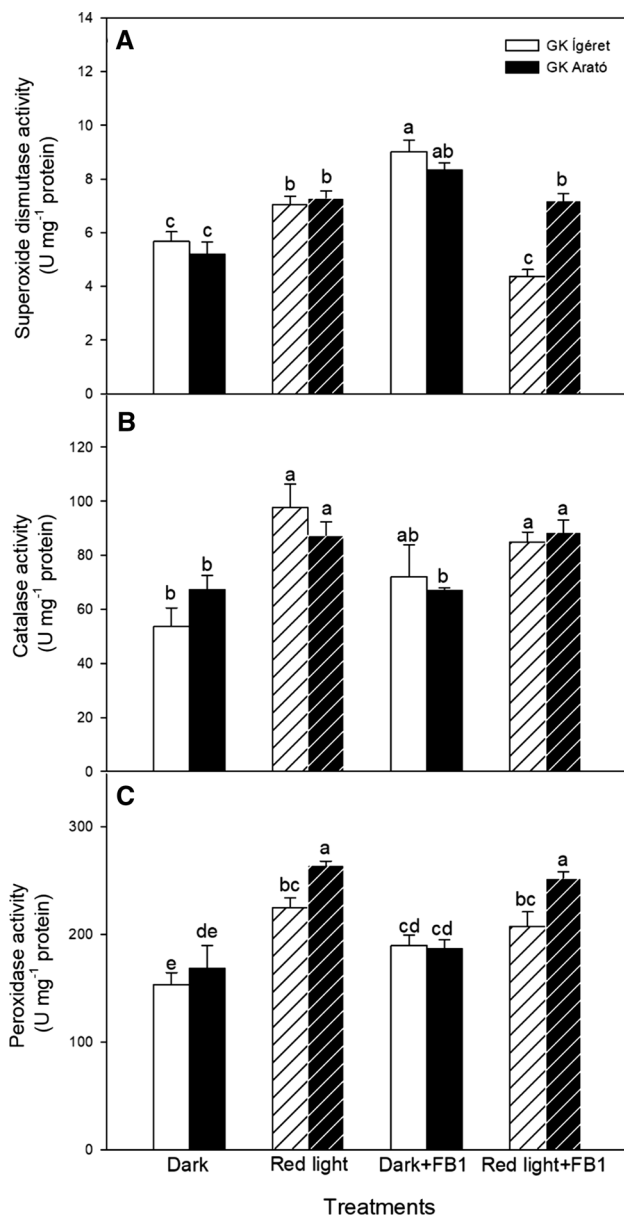 A
GK Ígéret
GK Arató
Superoxide dismutase activity
(U mg-1 protein)
14
12
10
8
6
4
2
0
c
c
b
b
a
ab
c
b
B
Catalase activity
(U mg-1 protein)
120
100
80
60
40
20
0
b
b
a
a
ab
b
a
a
C
Peroxidase activity
(U mg-1 protein)
300
200
100
0
e
de
bc
a
cd
cd
bc
a
Dark
Red light
Dark+FB1
Red light+FB1
Treatments